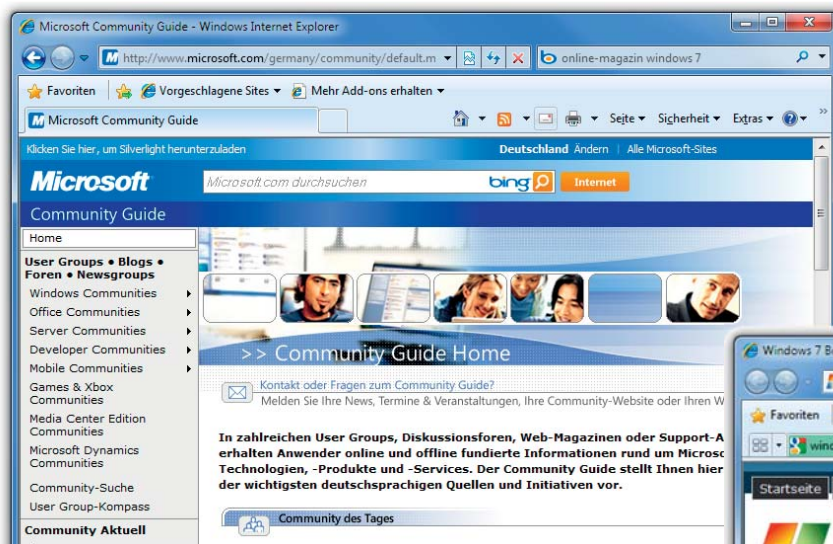 Microsoft Community Guide - Windows Internet Explorer
http://www.microsoft.com/germany/community/default.m
online-magazin windows 7
Favoriten
Vorgeschlagene Sites
Mehr Add-ons erhalten
Microsoft Community Guide
Seite
Sicherheit
Extras
Klicken Sie hier, um Silverlight herunterzuladen
Deutschland Ändern | Alle Microsoft-Sites
Microsoft
Microsoft.com durchsuchen
bing
Internet
Community Guide
Home
User Groups • Blogs •
Foren • Newsgroups
Windows Communities
Office Communities
Server Communities
Developer Communities
Mobile Communities
Games & Xbox
Communities
Media Center Edition
Communities
Microsoft Dynamics
Communities
Community-Suche
User Group-Kompass
Community Aktuell
>> Community Guide Home
Kontakt oder Fragen zum Community Guide?
Melden Sie Ihre News, Termine & Veranstaltungen, Ihre Community-Website oder Ihren W
In zahlreichen User Groups, Diskussionsforen, Web-Magazinen oder Support-A
erhalten Anwender online und offline fundierte Informationen rund um Microso
Technologien, -Produkte und -Services. Der Community Guide stellt Ihnen hier
der wichtigsten deutschsprachigen Quellen und Initiativen vor.
Community des Tages
Windows 7 B
Favoriten
wind
Startseite